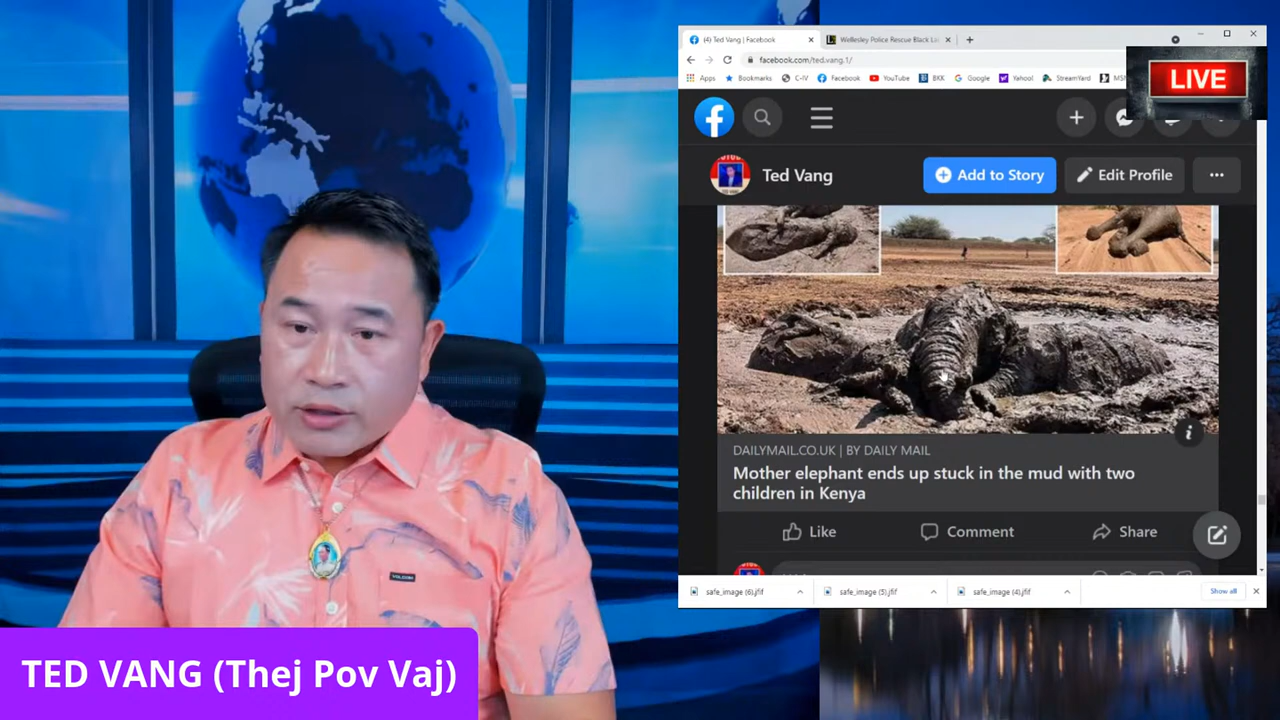 (4) Ted Vang | Facebook
Wellesley Police Rescue Black Li
facebook.com/ted.vang.1/
Apps Bookmarks C-IV Facebook YouTube BKK Google Yahoo! StreamYard
LIVE
Ted Vang
Add to Story
Edit Profile
DAILYMAIL.CO.UK | BY DAILY MAIL
Mother elephant ends up stuck in the mud with two
children in Kenya
Like Comment Share
safe_image (6).jfif
safe_image (5).jfif
safe_image (4).jfif
Show all
VOLCOM
TED VANG (Thej Pov Vaj)